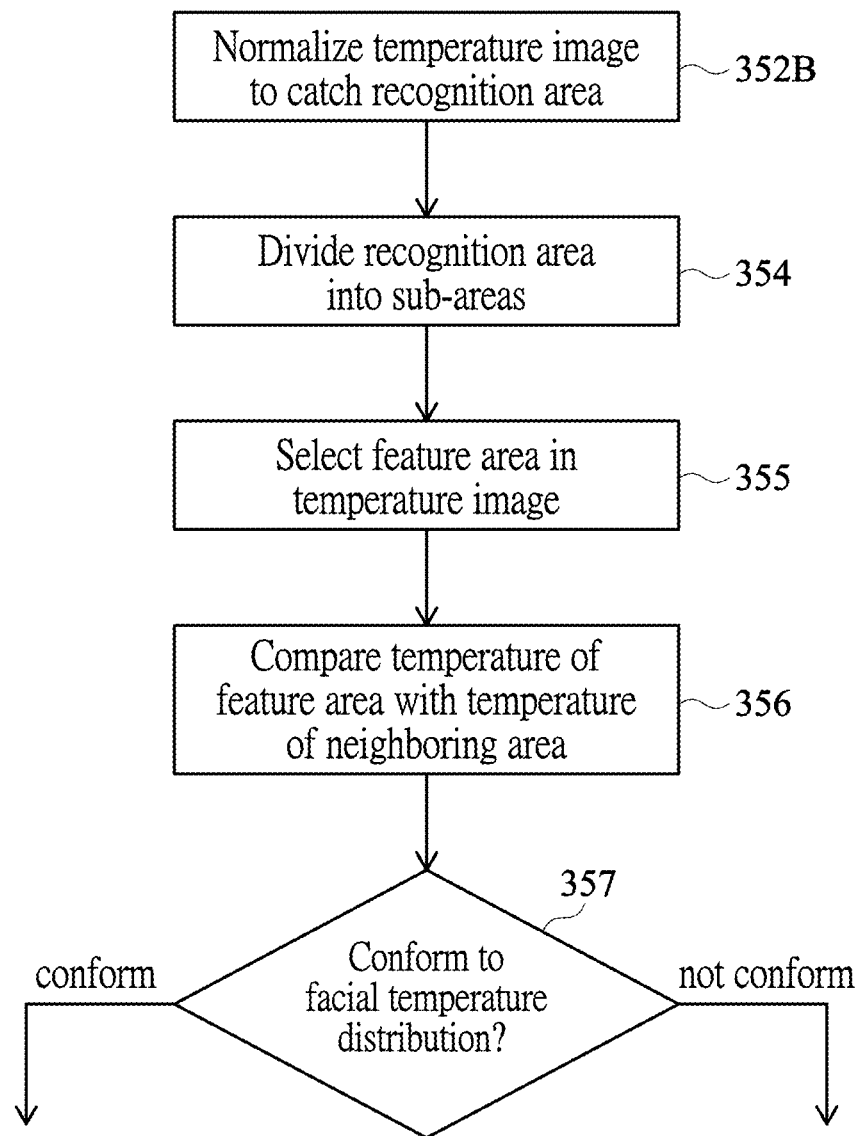 Normalize temperature image
to catch recognition area
352B
Divide recognition area
into sub-areas
354
Select feature area in
temperature image
355
Compare temperature of
feature area with temperature
of neighboring area
356
357
conform
Conform to
facial temperature
distribution?
not conform